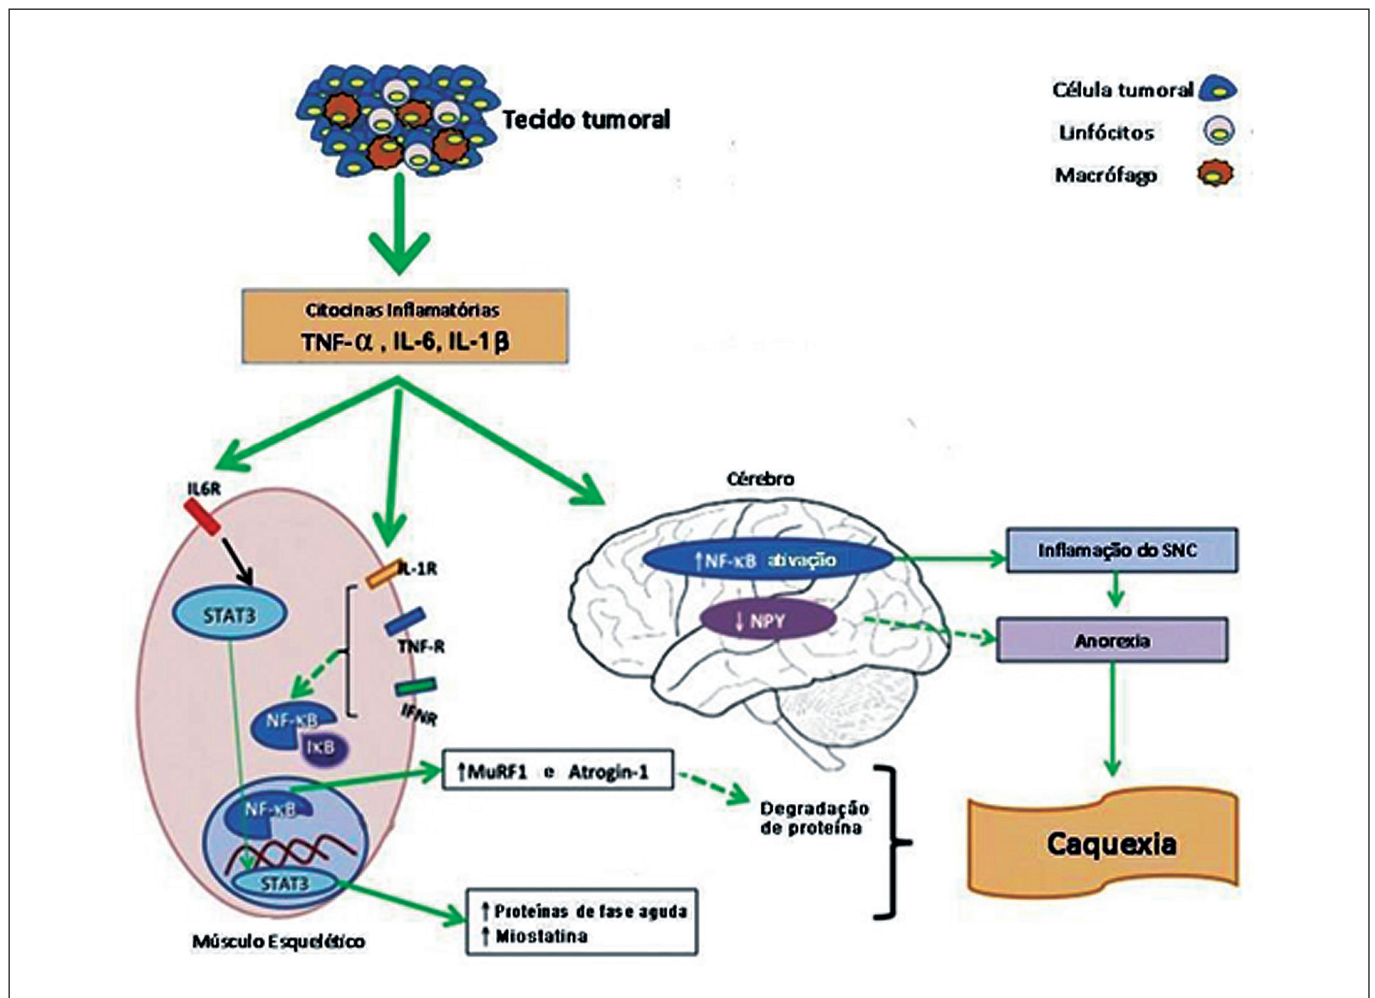 Tecido tumoral
Célula tumoral
Linfócitos
Macrófago
Citocinas Inflamatórias
TNF-α , IL-6, IL-1β
IL6R
STAT3
IL-1R
TNF-R
IFNR
NF-κB
IκB
NF-κB
STAT3
Músculo Esquelético
Cérebro
↑NF-κB ativação
↓ NPY
Inflamação do SNC
Anorexia
↑MuRF1 e Atrogin-1
Degradação
de proteína
↑ Proteínas de fase aguda
↑ Miostatina
Caquexia